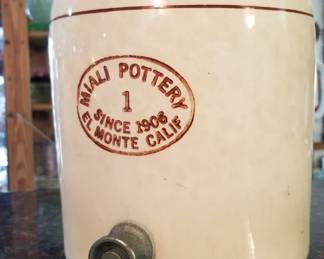 MIALI POTTERY
1
SINCE 1906
EL MONTE CALIF